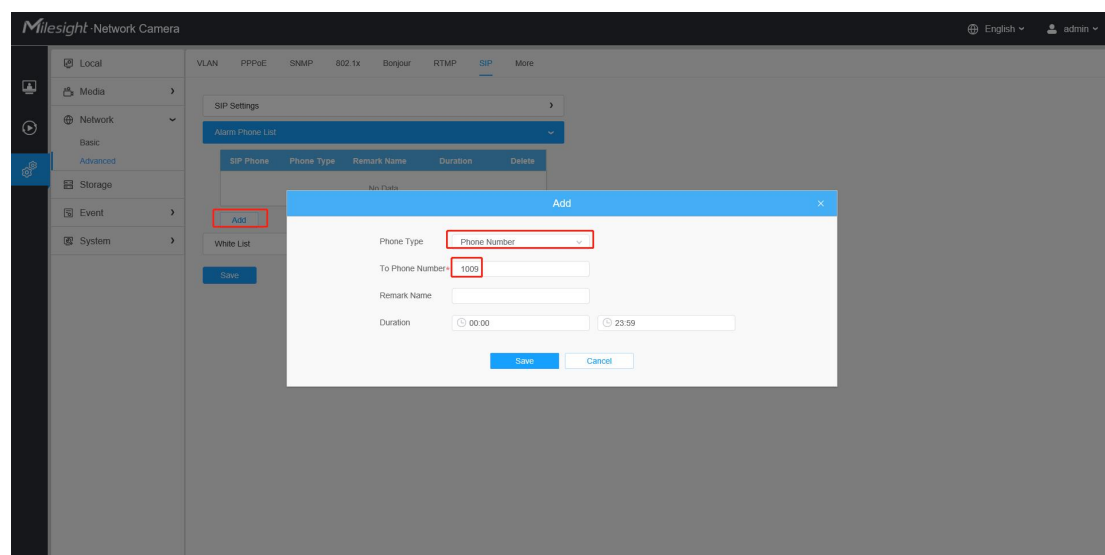 Milesight·Network Camera
English
admin
Local
Media
Network
Basic
Advanced
Storage
Event
System
VLAN PPPoE SNMP 802.1x Bonjour RTMP SIP More
SIP Settings
Alarm Phone List
SIP Phone Phone Type Remark Name Duration Delete
No Data
Add
White List
Save
Add
Phone Type Phone Number
To Phone Number* 1009
Remark Name
Duration 00:00 23:59
Save Cancel